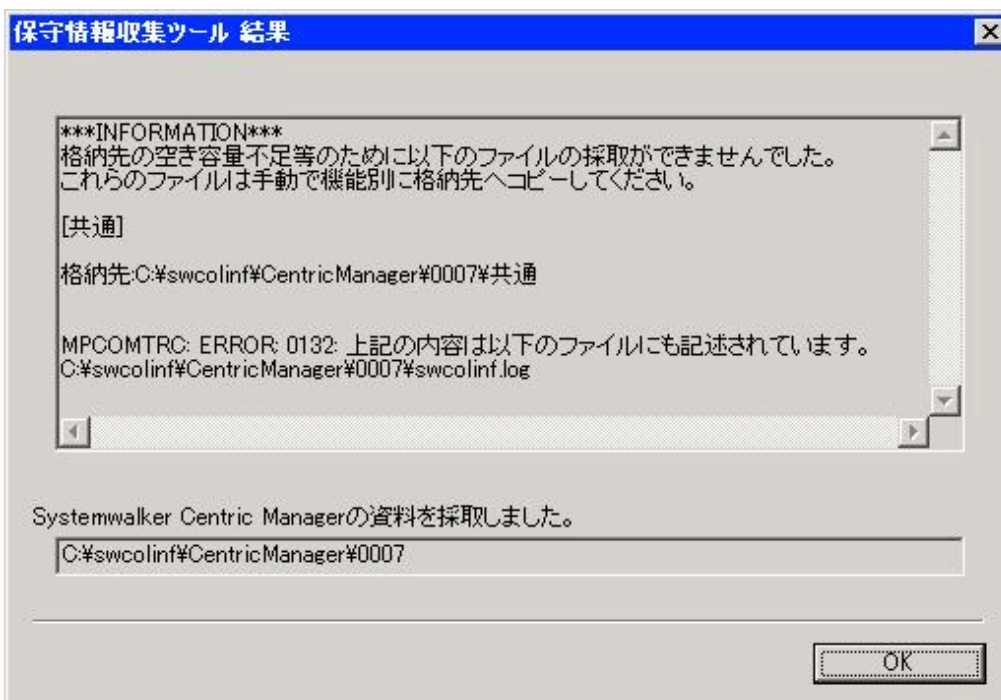 保守情報収集ツール 結果
***INFORMATION***
格納先の空き容量不足等のために以下のファイルの採取ができませんでした。
これらのファイルは手動で機能別に格納先へコピーしてください。
[共通]
格納先:C:¥swcolinf¥CentricManager¥0007¥共通
MPCOMTRC: ERROR: 0132: 上記の内容は以下のファイルにも記述されています。
C:¥swcolinf¥CentricManager¥0007¥swcolinf.log
Systemwalker Centric Managerの資料を採取しました。
C:¥swcolinf¥CentricManager¥0007
OK